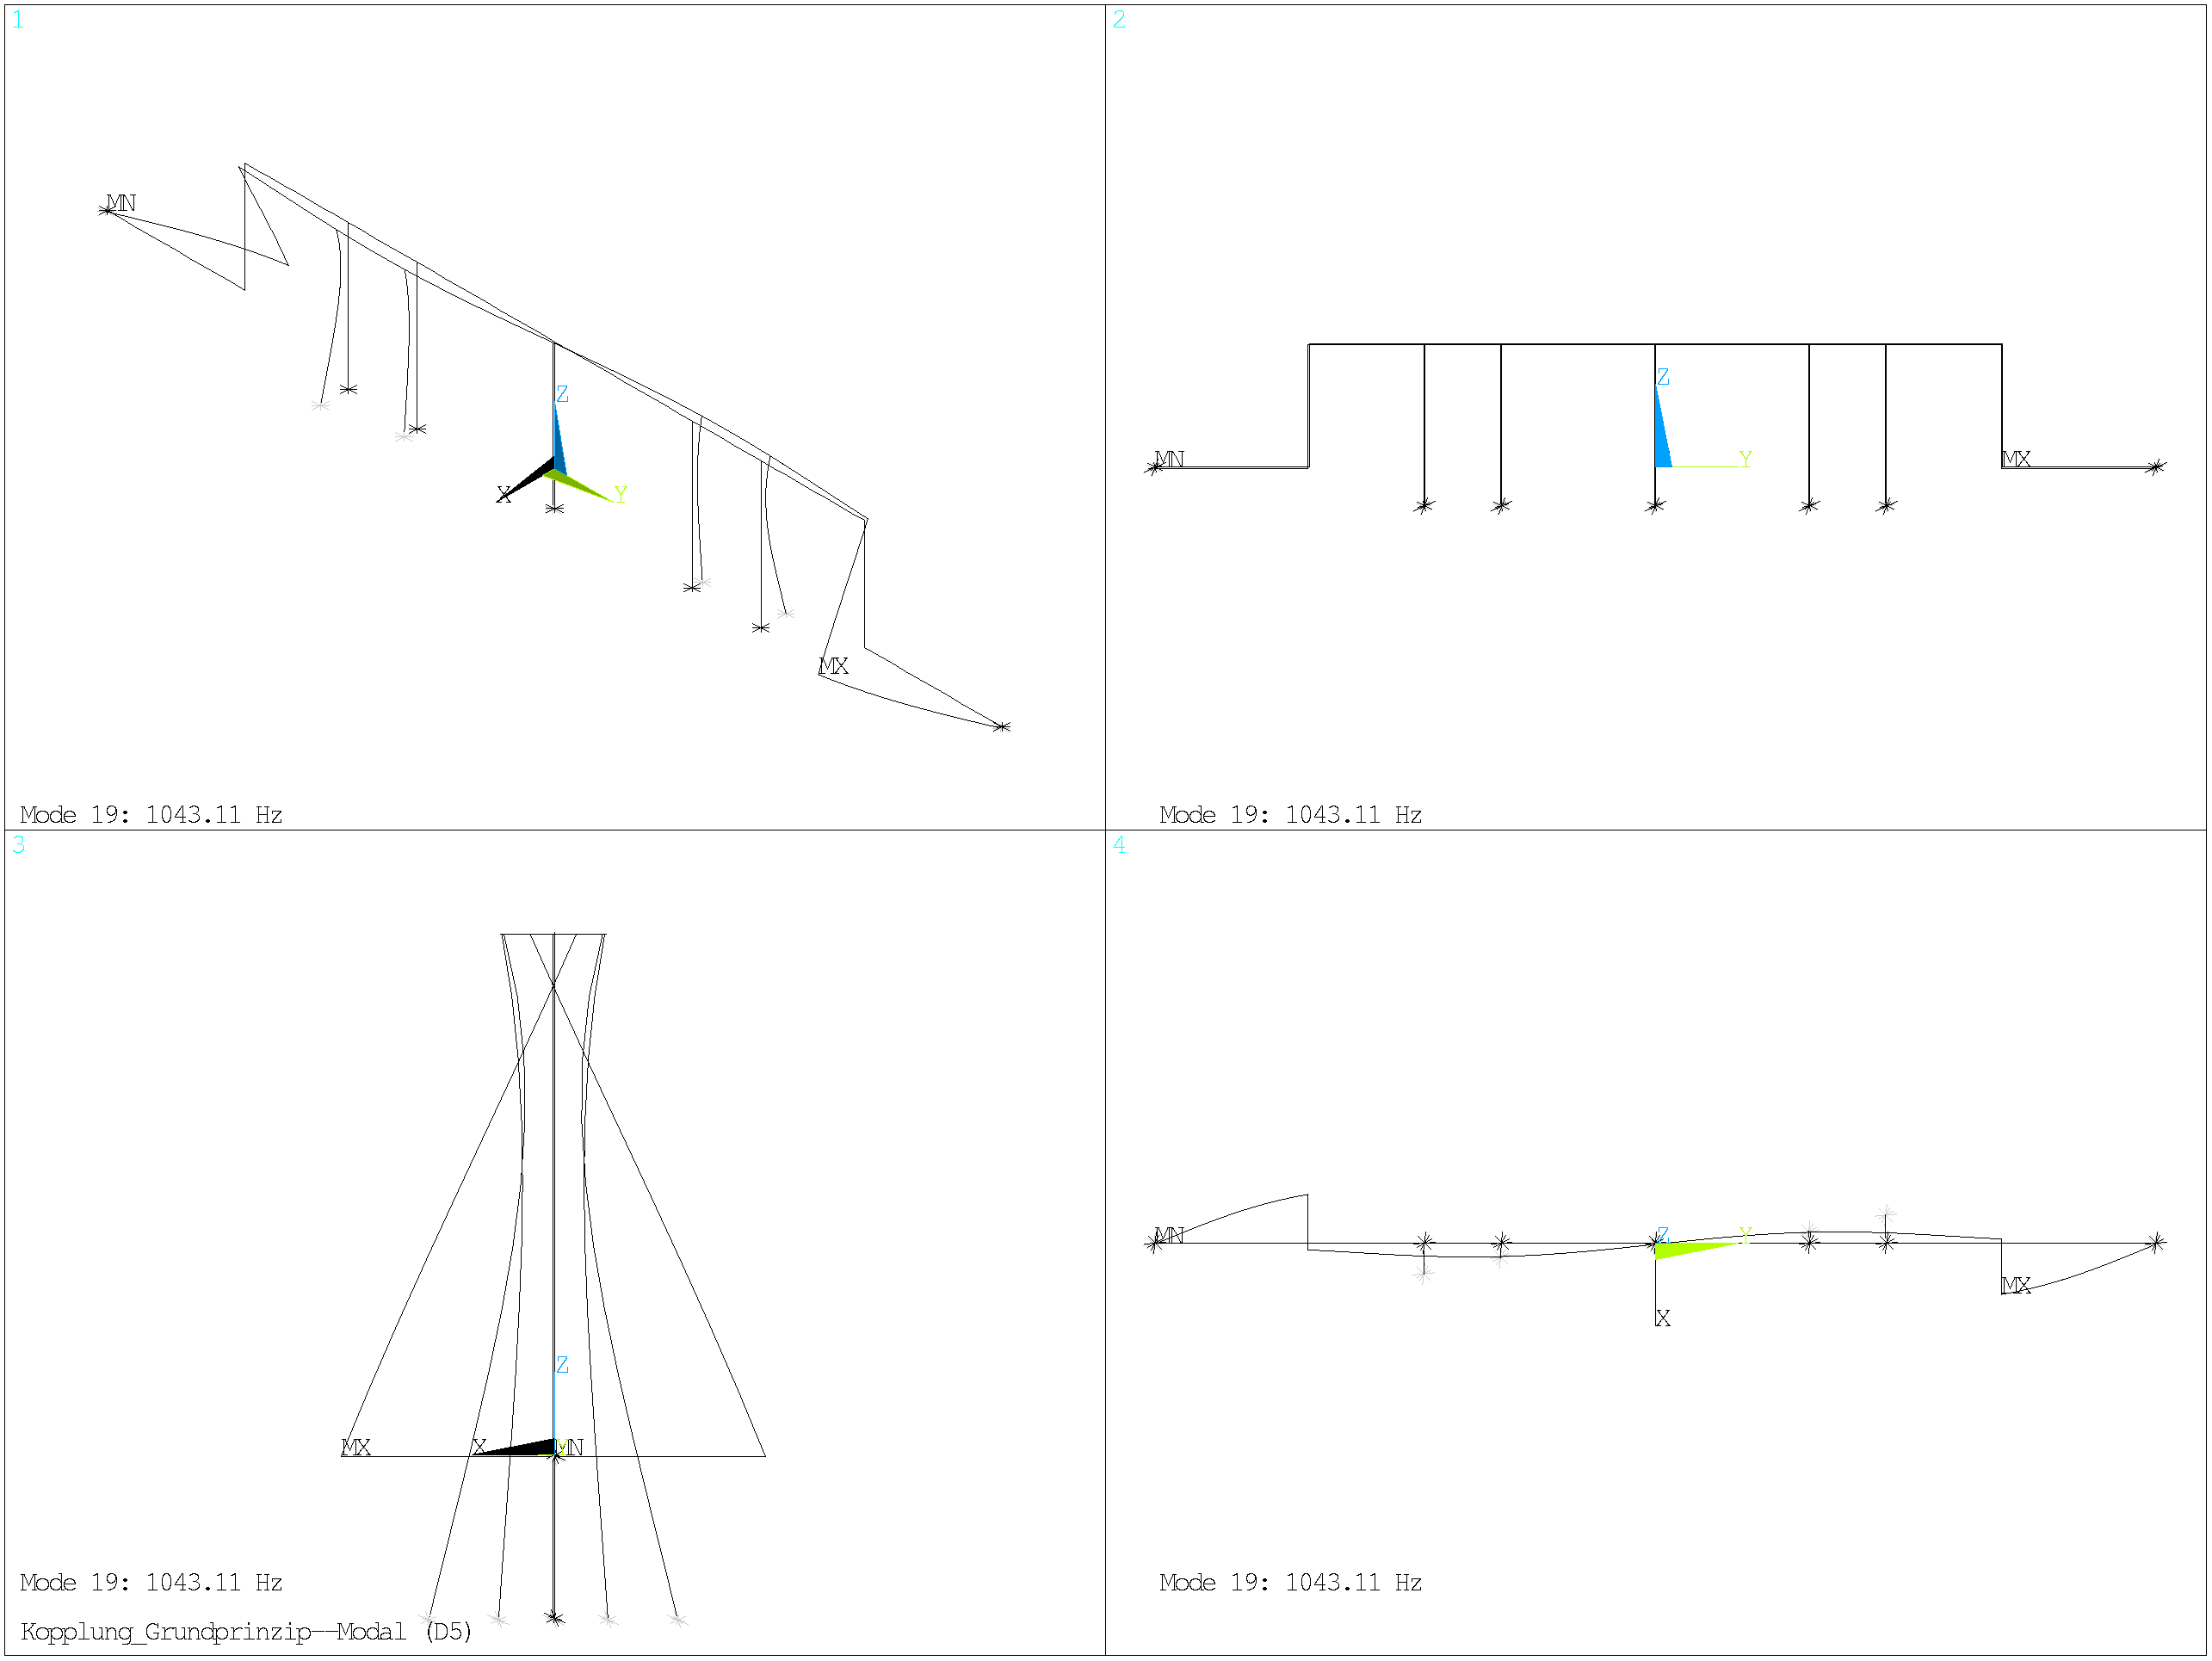 1
MN
Z
X
Y
MX
Mode 19: 1043.11 Hz
2
Z
MN
Y
MX
Mode 19: 1043.11 Hz
3
Z
MX
X
MN
Mode 19: 1043.11 Hz
Kopplung_Grundprinzip--Modal (D5)
4
MN
Z
Y
MX
X
Mode 19: 1043.11 Hz